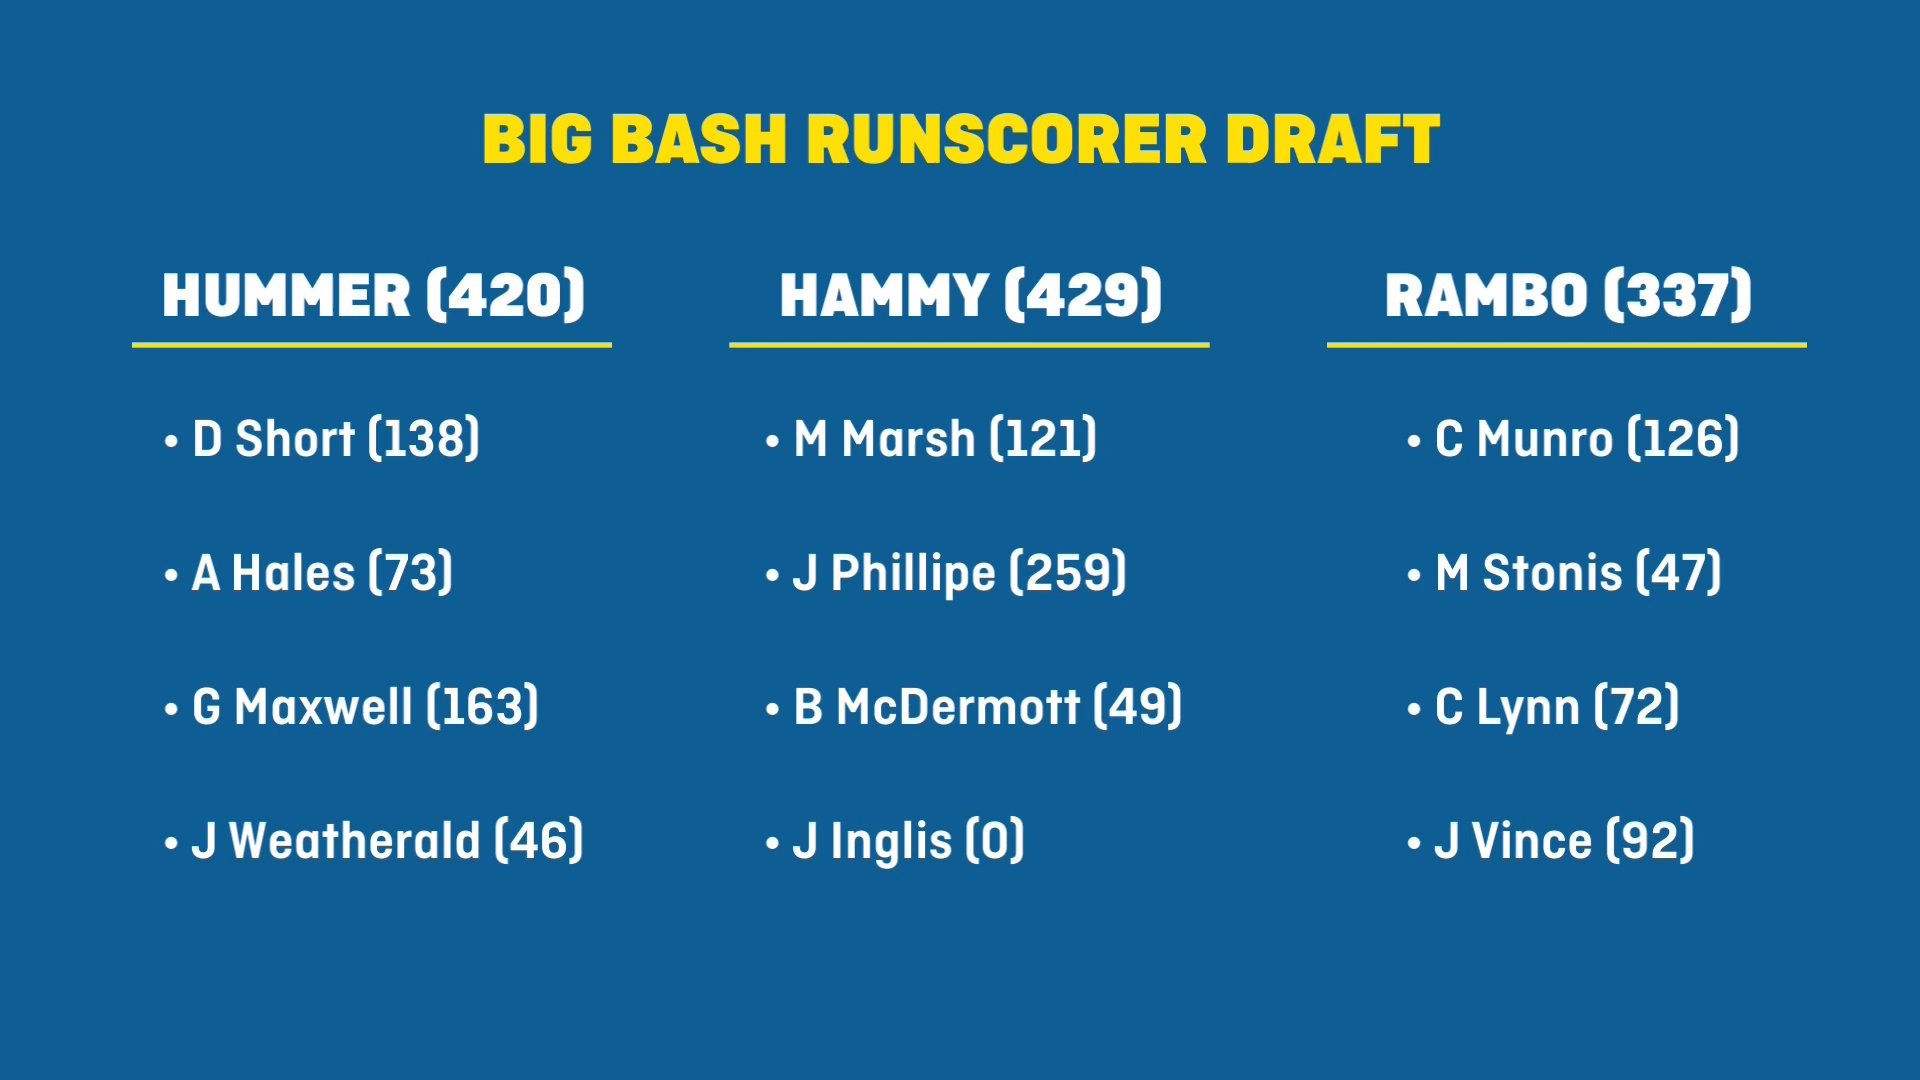 BIG BASH RUNSCORER DRAFT
HUMMER (420)
• D Short (138)
• A Hales (73)
• G Maxwell (163)
• J Weatherald (46)
HAMMY (429)
• M Marsh (121)
• J Phillipe (259)
• B McDermott (49)
• J Inglis (0)
RAMBO (337)
• C Munro (126)
• M Stonis (47)
• C Lynn (72)
• J Vince (92)